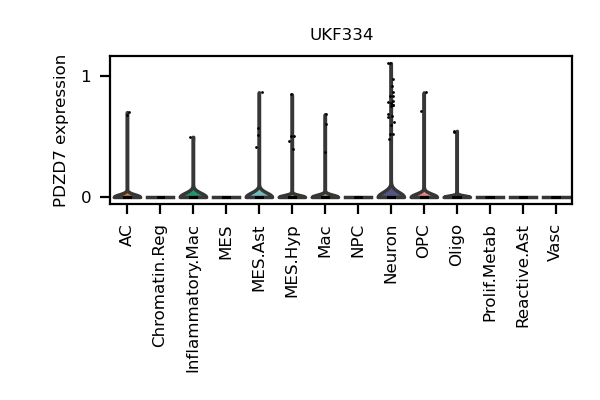 UKF334
PDZD7 expression
1
0
AC
Chromatin.Reg
Inflammatory.Mac
MES
MES.Ast
MES.Hyp
Mac
NPC
Neuron
OPC
Oligo
Prolif.Metab
Reactive.Ast
Vasc